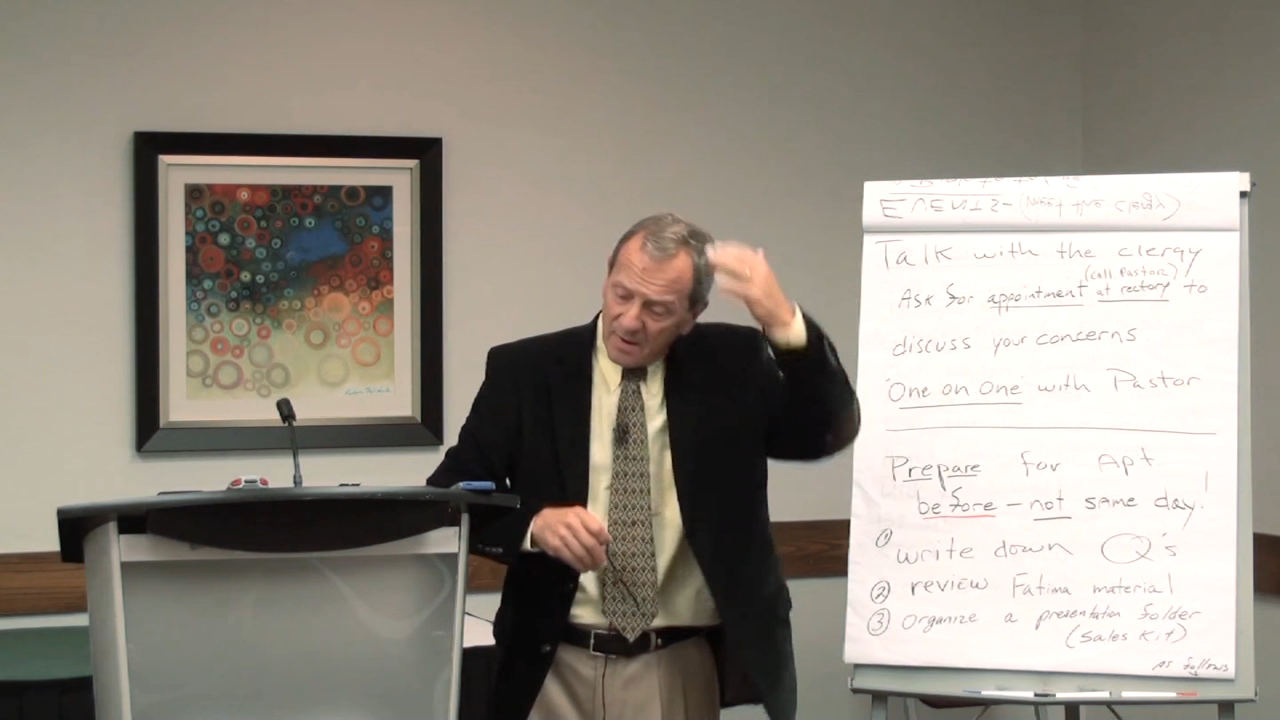 Talk with the clergy
(call Pastor)
Ask for appointment at rectory to
discuss your concerns
"One on One" with Pastor
Prepare for Apt
before - not same day!
① write down Q's
② review Fatima material
③ organize a presentation folder
(Sales Kit)
As follows